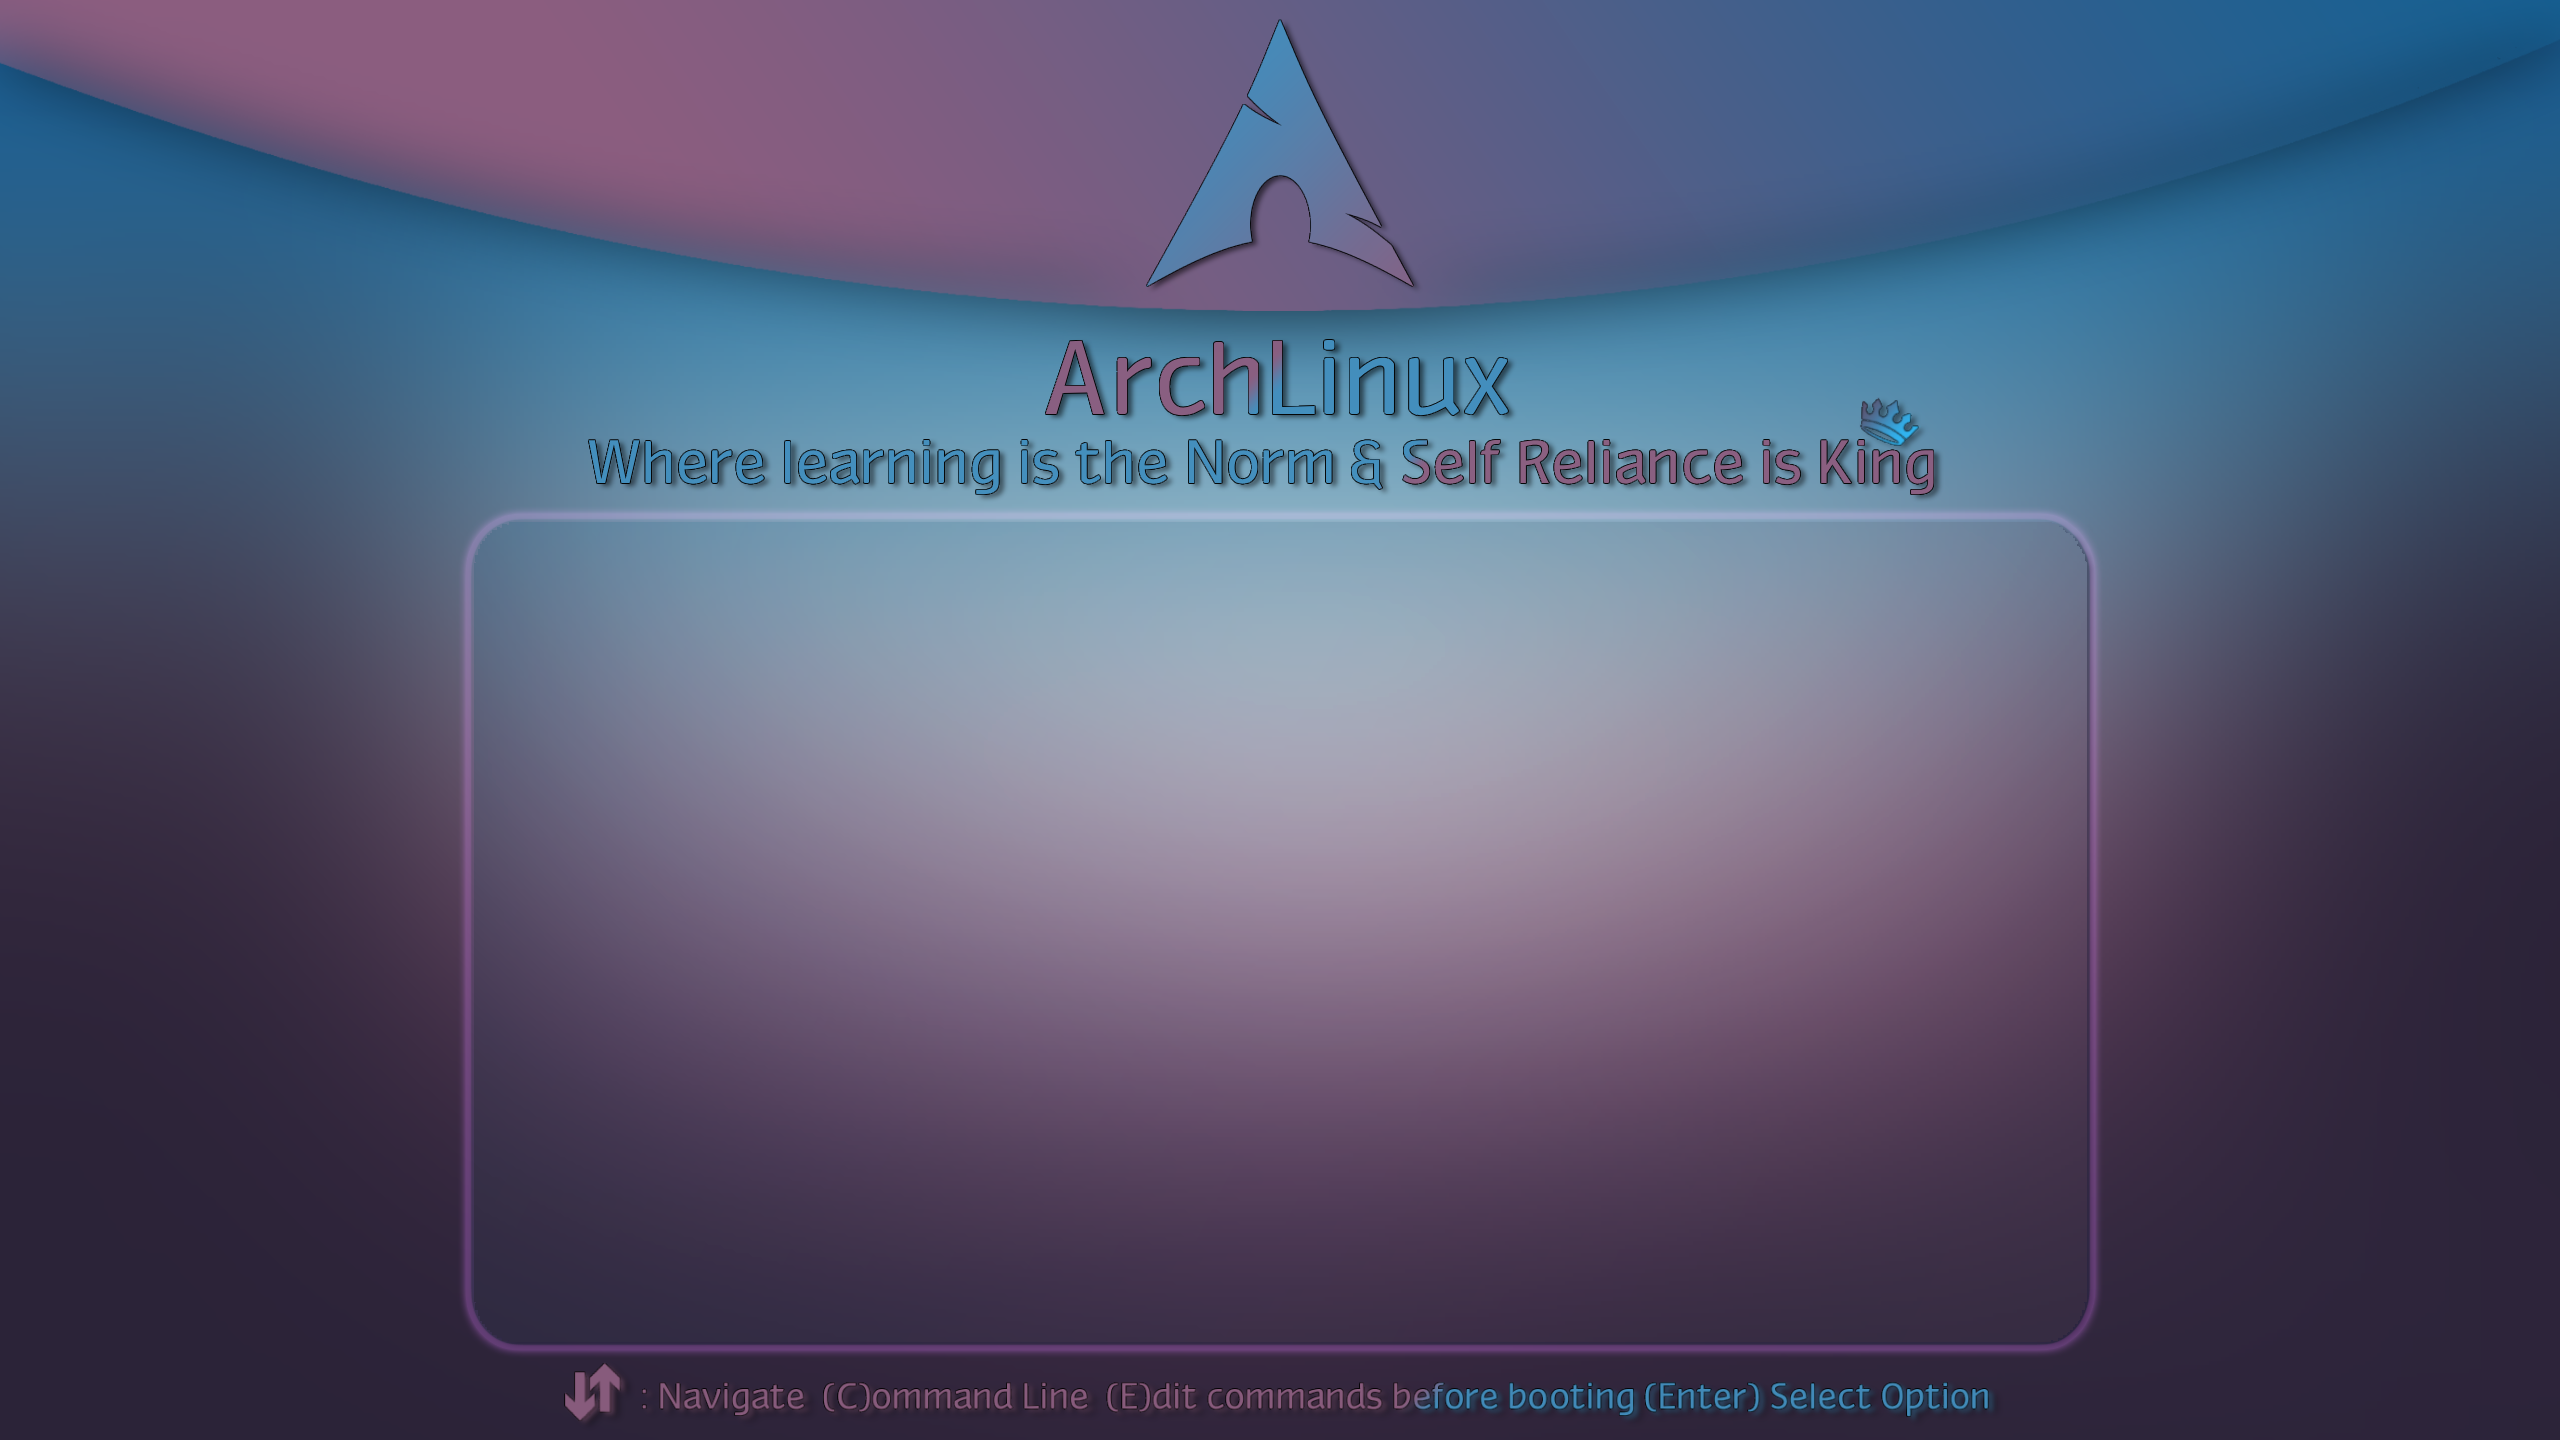 ArchLinux
Where learning is the Norm & Self Reliance is King
: Navigate (C)ommand Line (E)dit commands before booting (Enter) Select Option